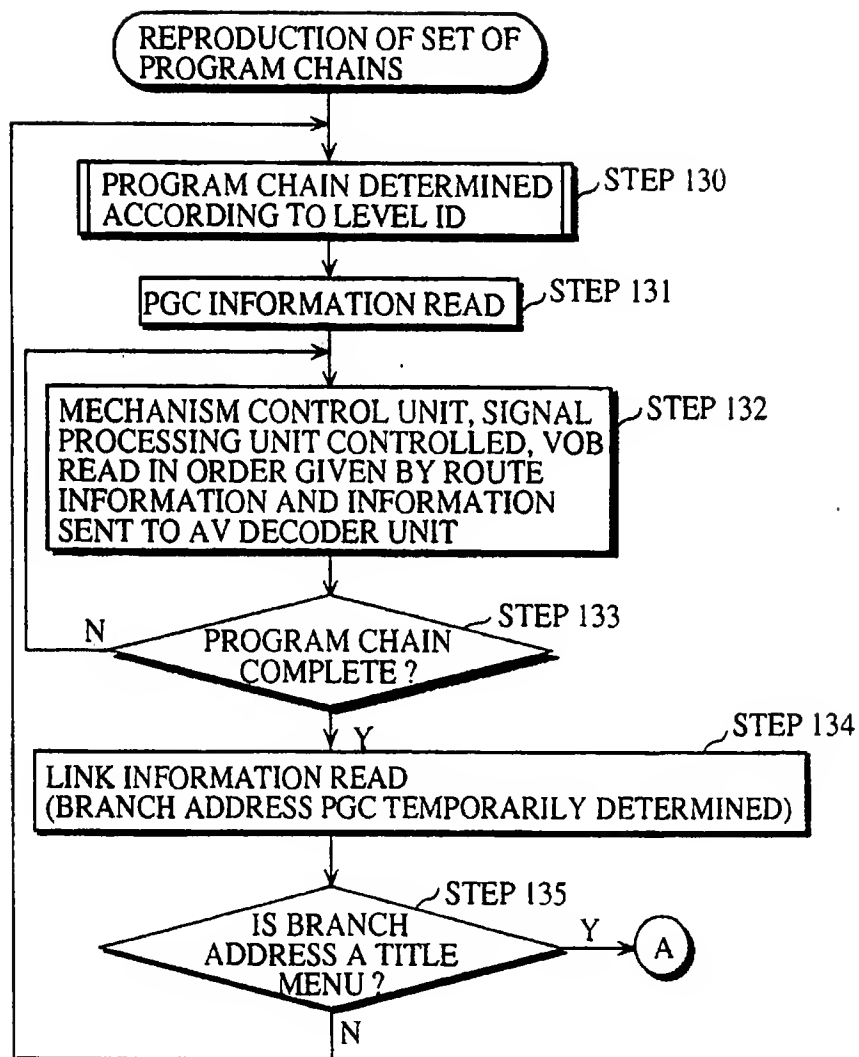 REPRODUCTION OF SET OF
PROGRAM CHAINS
PROGRAM CHAIN DETERMINED
ACCORDING TO LEVEL ID
STEP 130
PGC INFORMATION READ
STEP 131
MECHANISM CONTROL UNIT, SIGNAL
PROCESSING UNIT CONTROLLED, VOB
READ IN ORDER GIVEN BY ROUTE
INFORMATION AND INFORMATION
SENT TO AV DECODER UNIT
STEP 132
STEP 133
N
PROGRAM CHAIN
COMPLETE ?
Y
STEP 134
LINK INFORMATION READ
(BRANCH ADDRESS PGC TEMPORARILY DETERMINED)
STEP 135
IS BRANCH
ADDRESS A TITLE
MENU ?
Y
A
N